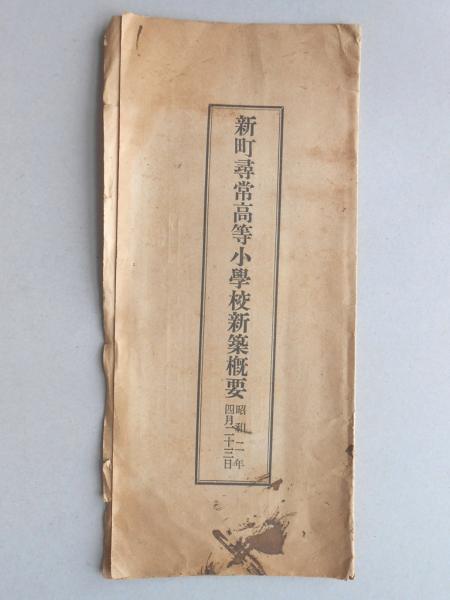 新町尋常高等小學校新築槪要
昭和二年
四月二十三日